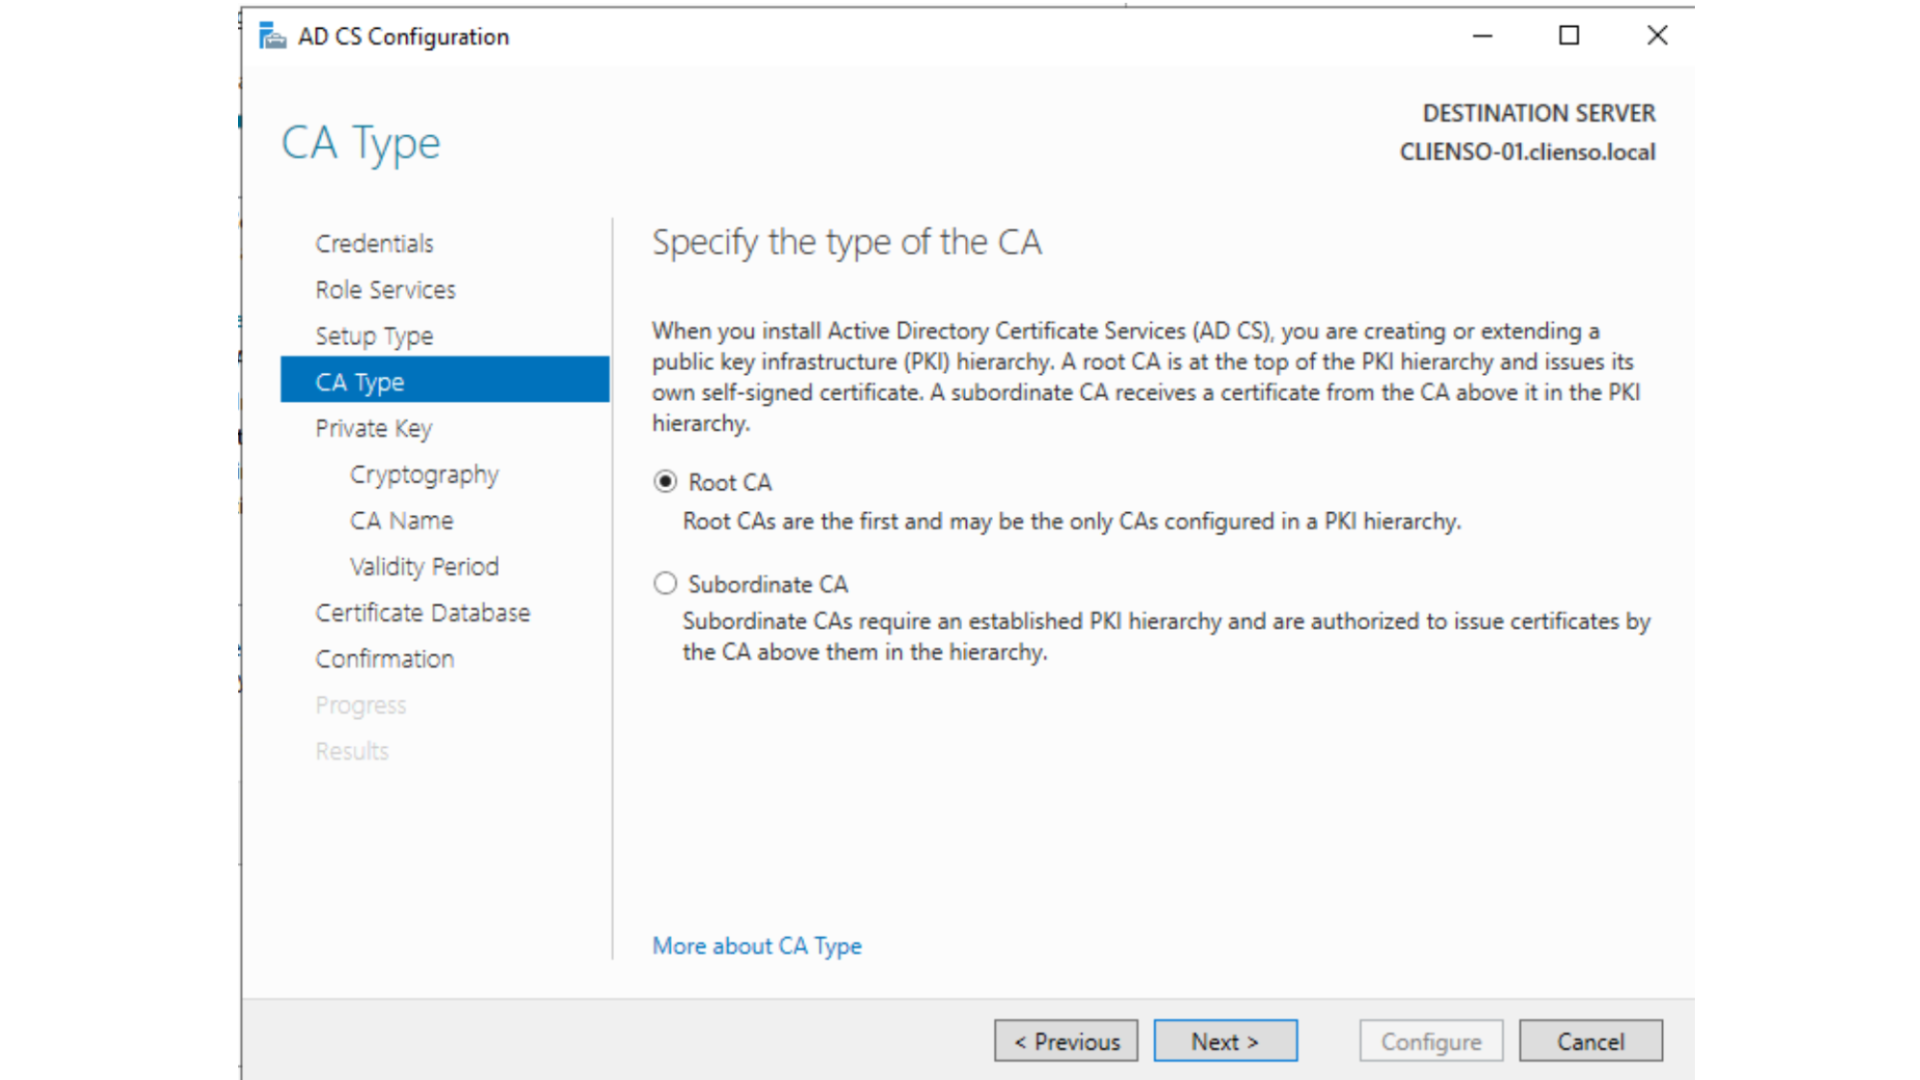 AD CS Configuration
CA Type
DESTINATION SERVER
CLIENSO-01.clienso.local
Credentials
Role Services
Setup Type
CA Type
Private Key
Cryptography
CA Name
Validity Period
Certificate Database
Confirmation
Progress
Results
Specify the type of the CA
When you install Active Directory Certificate Services (AD CS), you are creating or extending a
public key infrastructure (PKI) hierarchy. A root CA is at the top of the PKI hierarchy and issues its
own self-signed certificate. A subordinate CA receives a certificate from the CA above it in the PKI
hierarchy.
Root CA
Root CAs are the first and may be the only CAs configured in a PKI hierarchy.
Subordinate CA
Subordinate CAs require an established PKI hierarchy and are authorized to issue certificates by
the CA above them in the hierarchy.
More about CA Type
< Previous
Next >
Configure
Cancel